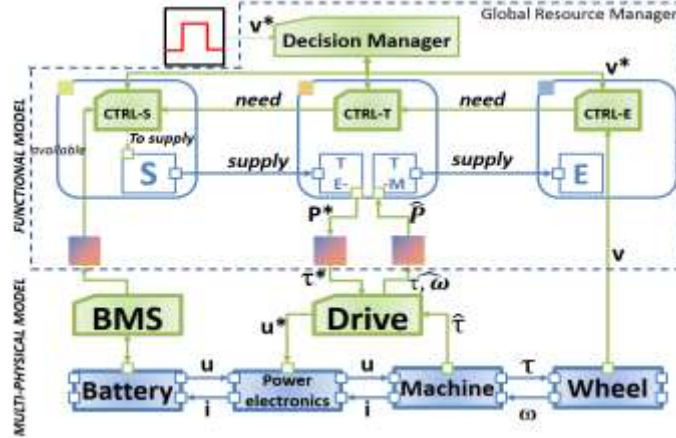 Global Resource Manager
v*
Decision Manager
v*
CTRL-S
need
CTRL-T
need
CTRL-E
available
To supply
S
supply
T
E-
T
-M
supply
E
P*
P̂
FUNCTIONAL MODEL
τ*
τ, ω̂
v
BMS
Drive
u*
τ̂
MULTI-PHYSICAL MODEL
Battery
u
i
Power
electronics
u
i
Machine
τ
ω
Wheel